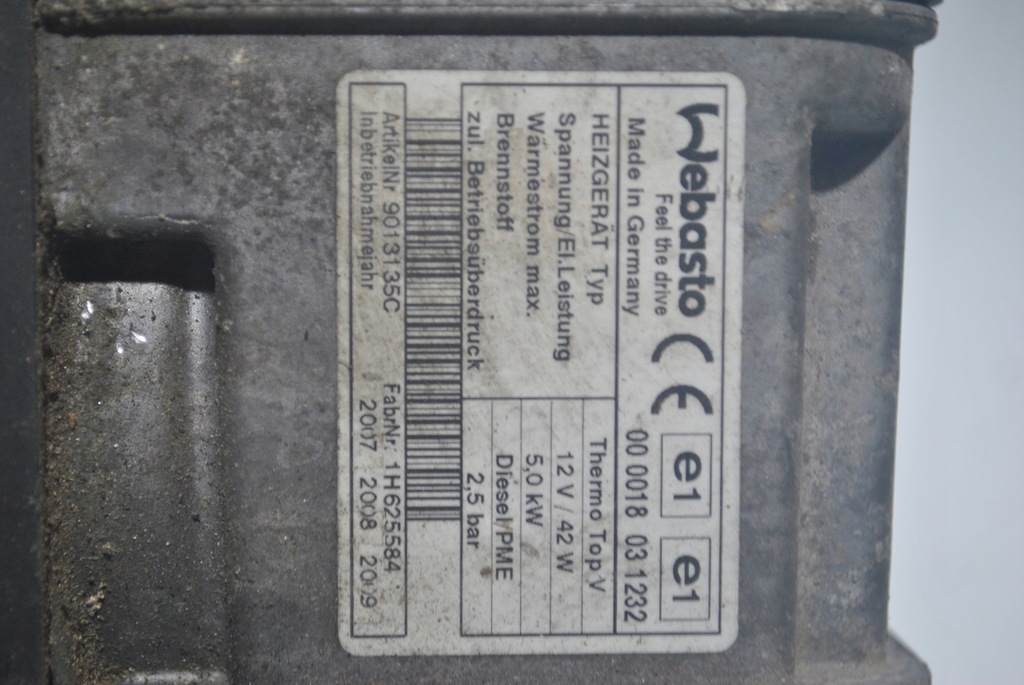 Webasto CE e1 e1
Feel the drive
Made in Germany 00 0018 03 1232
HEIZGERÄT Typ Thermo Top V
Spannung/El.Leistung 12 V / 42 W
Wärmestrom max. 5,0 kW
Brennstoff Diesel/PME
zul. Betriebsüberdruck 2,5 bar
ArtikelNr 9013135C FabrNr. 1H625584
Inbetriebnahmejahr 2007 2008 2009